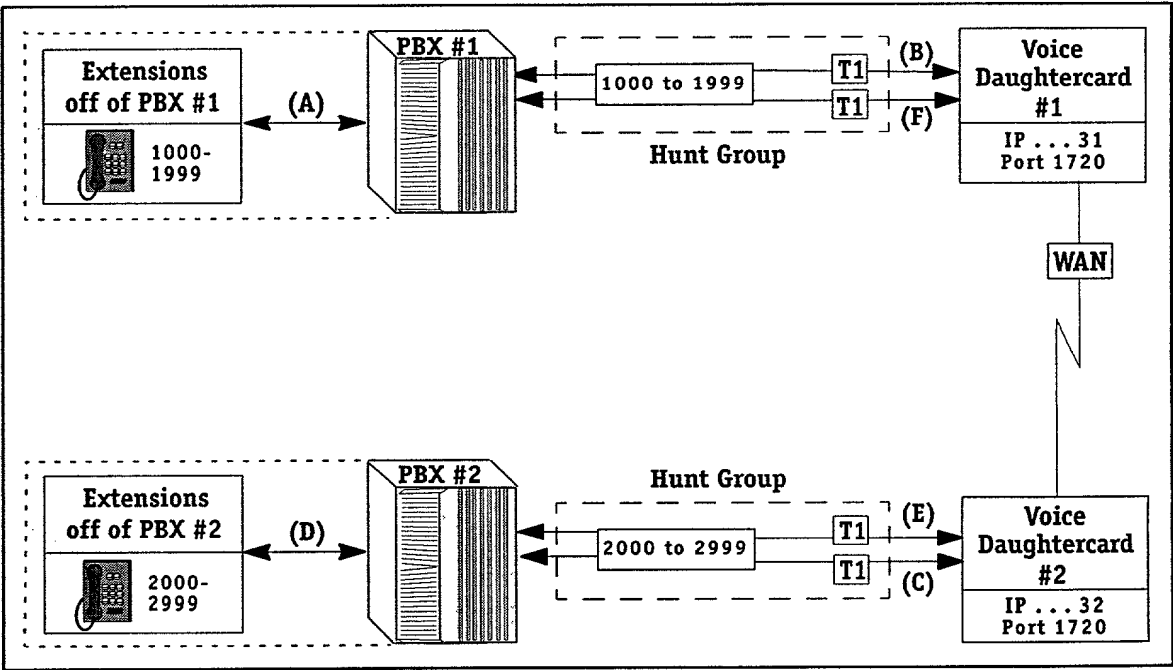 PBX #1
Extensions
off of PBX #1
1000-
1999
(A)
1000 to 1999
T1
T1
(B)
(F)
Hunt Group
Voice
Daughtercard
#1
IP . . . 31
Port 1720
WAN
PBX #2
Extensions
off of PBX #2
2000-
2999
(D)
Hunt Group
2000 to 2999
T1
T1
(E)
(C)
Voice
Daughtercard
#2
IP . . . 32
Port 1720